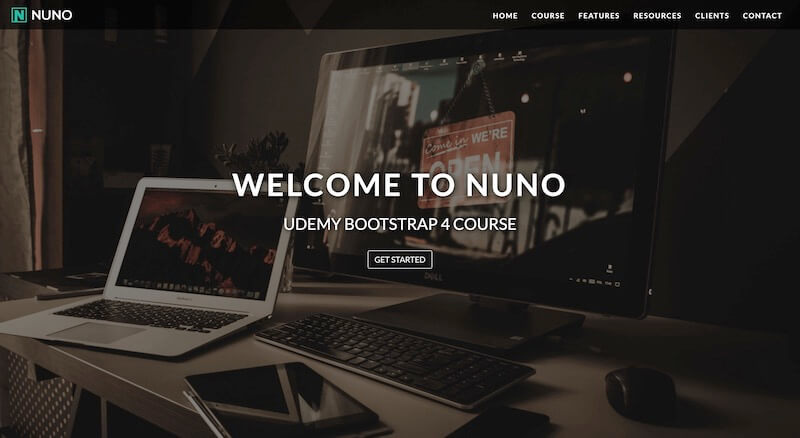 N NUNO
HOME COURSE FEATURES RESOURCES CLIENTS CONTACT
Come in WE'RE
OPEN
WELCOME TO NUNO
UDEMY BOOTSTRAP 4 COURSE
GET STARTED
DELL